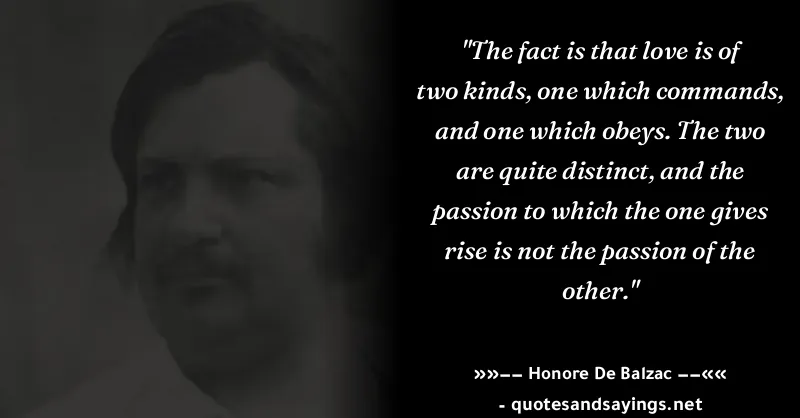 "The fact is that love is of
two kinds, one which commands,
and one which obeys. The two
are quite distinct, and the
passion to which the one gives
rise is not the passion of the
other."
»»–– Honore De Balzac ––««
- quotesandsayings.net